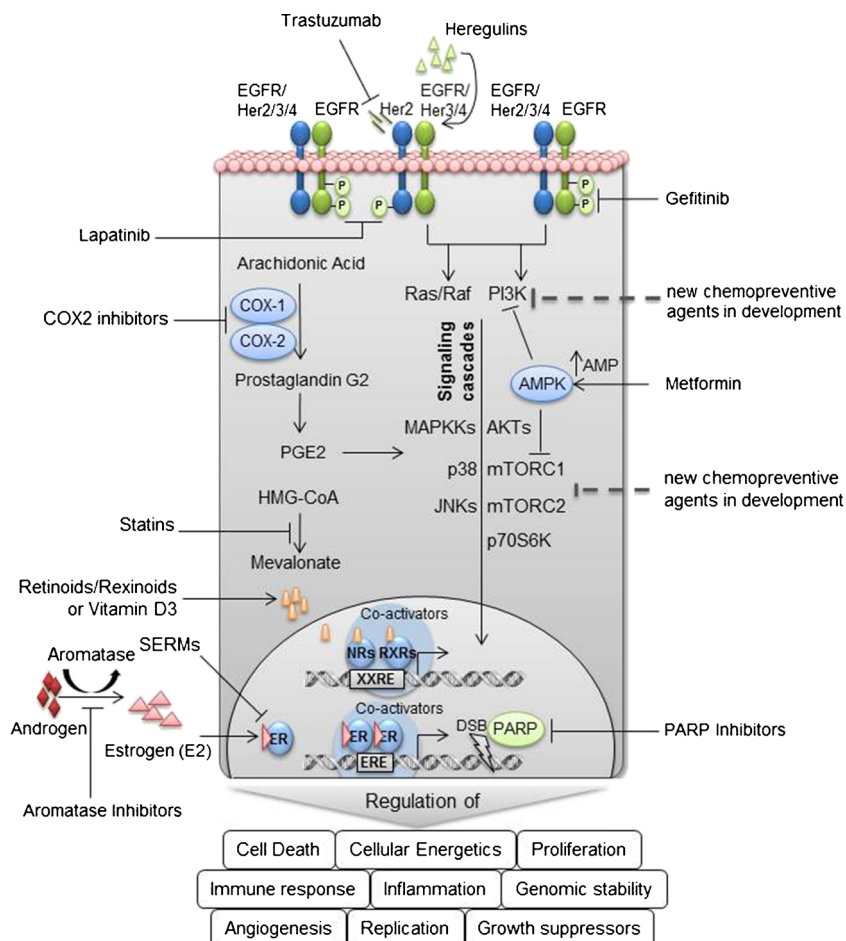 Trastuzumab
Heregulins
EGFR/
Her2/3/4
EGFR
Her2
EGFR/
Her3/4
EGFR/
Her2/3/4
EGFR
P
P
P
P
P
Gefitinib
Lapatinib
Arachidonic Acid
Ras/Raf
PI3K
new chemopreventive
agents in development
COX-1
COX2 inhibitors
COX-2
Signaling
cascades
AMP
AMPK
Metformin
Prostaglandin G2
MAPKKs
AKTs
PGE2
p38
mTORC1
new chemopreventive
agents in development
HMG-CoA
JNKs
mTORC2
Statins
p70S6K
Mevalonate
Retinoids/Rexinoids
or Vitamin D3
Co-activators
NRs
RXRs
XXRE
SERMs
Aromatase
Androgen
Estrogen (E2)
ER
Co-activators
ER
ER
ERE
DSB
PARP
PARP Inhibitors
Aromatase Inhibitors
Regulation of
Cell Death
Cellular Energetics
Proliferation
Immune response
Inflammation
Genomic stability
Angiogenesis
Replication
Growth suppressors